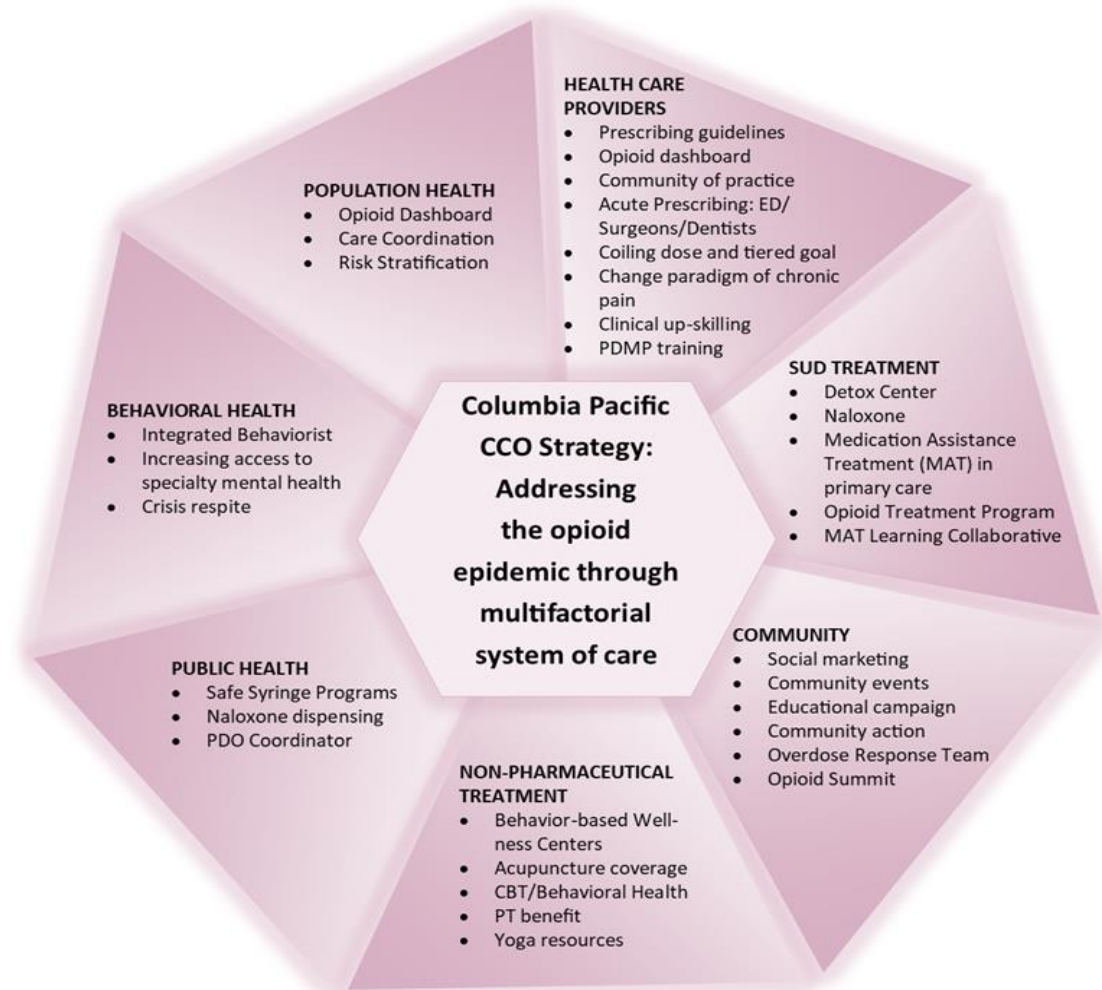 HEALTH CARE
PROVIDERS
• Prescribing guidelines
• Opioid dashboard
• Community of practice
• Acute Prescribing: ED/
Surgeons/Dentists
• Coiling dose and tiered goal
• Change paradigm of chronic
pain
• Clinical up-skilling
• PDMP training
POPULATION HEALTH
• Opioid Dashboard
• Care Coordination
• Risk Stratification
SUD TREATMENT
• Detox Center
• Naloxone
• Medication Assistance
Treatment (MAT) in
primary care
• Opioid Treatment Program
• MAT Learning Collaborative
BEHAVIORAL HEALTH
• Integrated Behaviorist
• Increasing access to
specialty mental health
• Crisis respite
Columbia Pacific
CCO Strategy:
Addressing
the opioid
epidemic through
multifactorial
system of care
COMMUNITY
• Social marketing
• Community events
• Educational campaign
• Community action
• Overdose Response Team
• Opioid Summit
PUBLIC HEALTH
• Safe Syringe Programs
• Naloxone dispensing
• PDO Coordinator
NON-PHARMACEUTICAL
TREATMENT
• Behavior-based Well-
ness Centers
• Acupuncture coverage
• CBT/Behavioral Health
• PT benefit
• Yoga resources